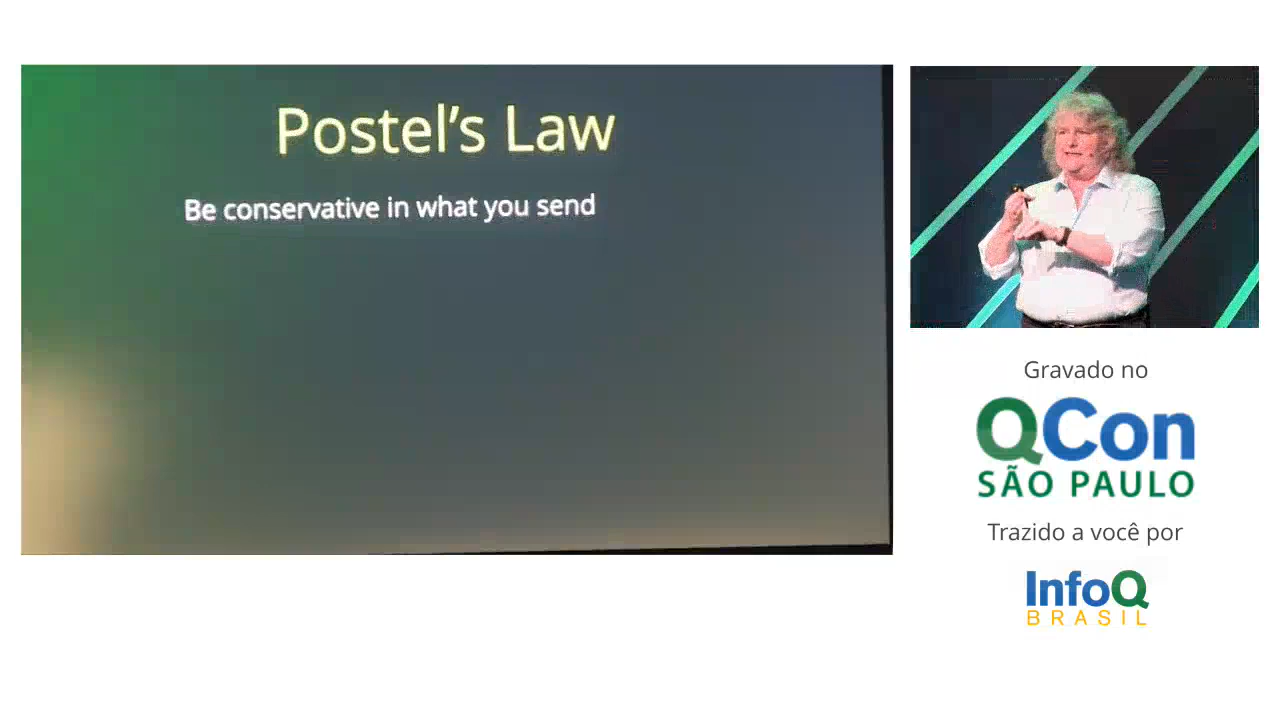 Postel's Law
Be conservative in what you send
Gravado no
QCon
SÃO PAULO
Trazido a você por
InfoQ
BRASIL